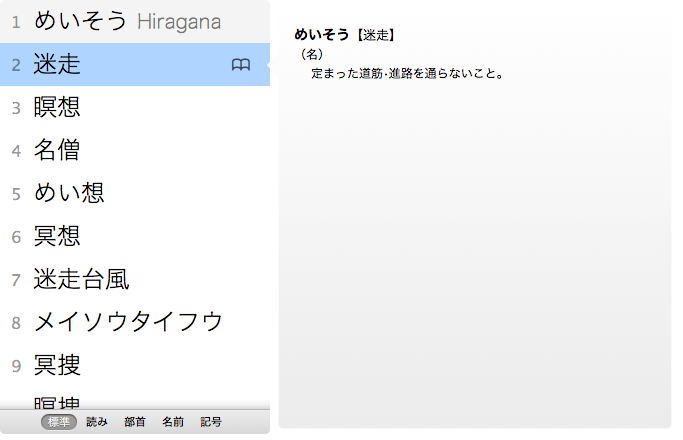 1 めいそう Hiragana
2 迷走
3 瞑想
4 名僧
5 めい想
6 冥想
7 迷走台風
8 メイソウタイフウ
9 冥捜
瞑捜
標準 読み 部首 名前 記号
めいそう【迷走】
（名）
定まった道筋･進路を通らないこと。